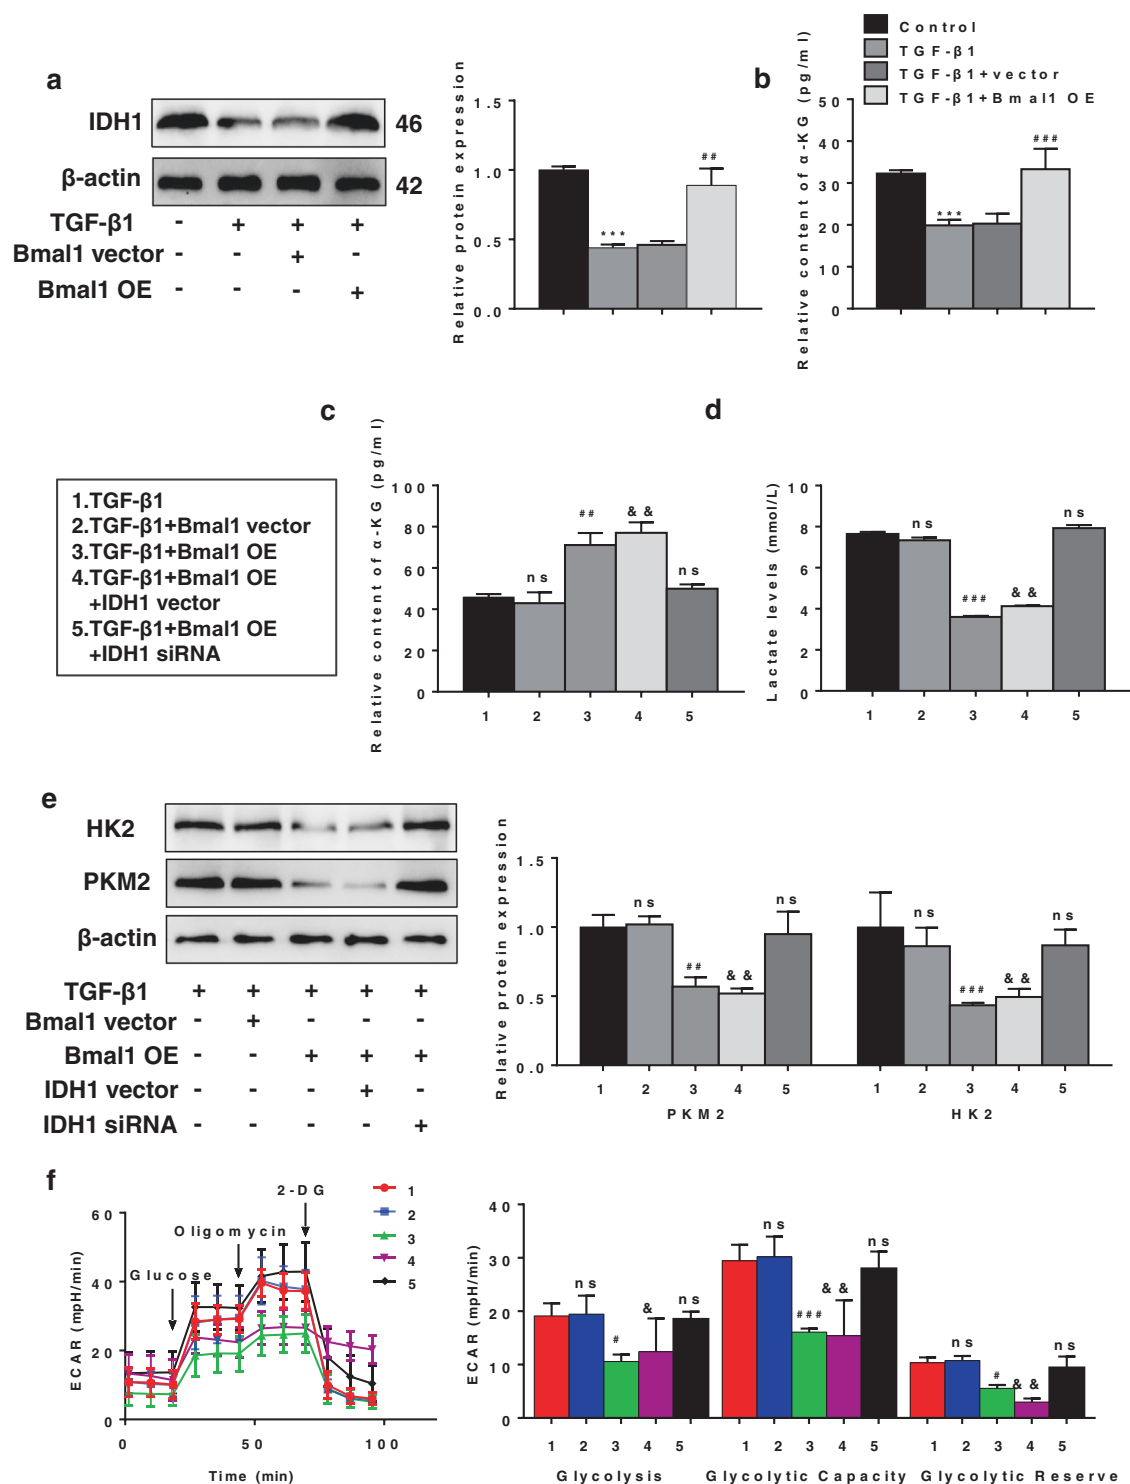 Control
TGF-β1
TGF-β1+vector
TGF-β1+Bmal1 OE
a
IDH1
46
β-actin
42
TGF-β1 - + + +
Bmal1 vector - - + -
Bmal1 OE - - - +
Relative protein expression
1.5
1.0
0.5
0.0
***
##
b
Relative content of α-KG (pg/ml)
50
40
30
20
10
0
***
###
1.TGF-β1
2.TGF-β1+Bmal1 vector
3.TGF-β1+Bmal1 OE
4.TGF-β1+Bmal1 OE
+IDH1 vector
5.TGF-β1+Bmal1 OE
+IDH1 siRNA
c
Relative content of α-KG (pg/ml)
100
80
60
40
20
0
ns
##
& &
1 2 3 4 5
d
Lactate levels (mmol/L)
10
8
6
4
2
0
ns
###
& &
ns
1 2 3 4 5
e
HK2
PKM2
β-actin
TGF-β1 + + + + +
Bmal1 vector - + - - -
Bmal1 OE - - + + +
IDH1 vector - - - + -
IDH1 siRNA - - - - +
Relative protein expression
1.5
1.0
0.5
0.0
ns
##
& &
ns
ns
###
& &
ns
1 2 3 4 5 1 2 3 4 5
PKM2 HK2
f
ECAR (mpH/min)
60
40
20
0
Glucose
Oligomycin
2-DG
1
2
3
4
5
0 50 100
Time (min)
ECAR (mpH/min)
40
30
20
10
0
ns
#
&
ns
ns
###
& &
ns
ns
#
& &
ns
1 2 3 4 5 1 2 3 4 5 1 2 3 4 5
Glycolysis Glycolytic Capacity Glycolytic Reserve